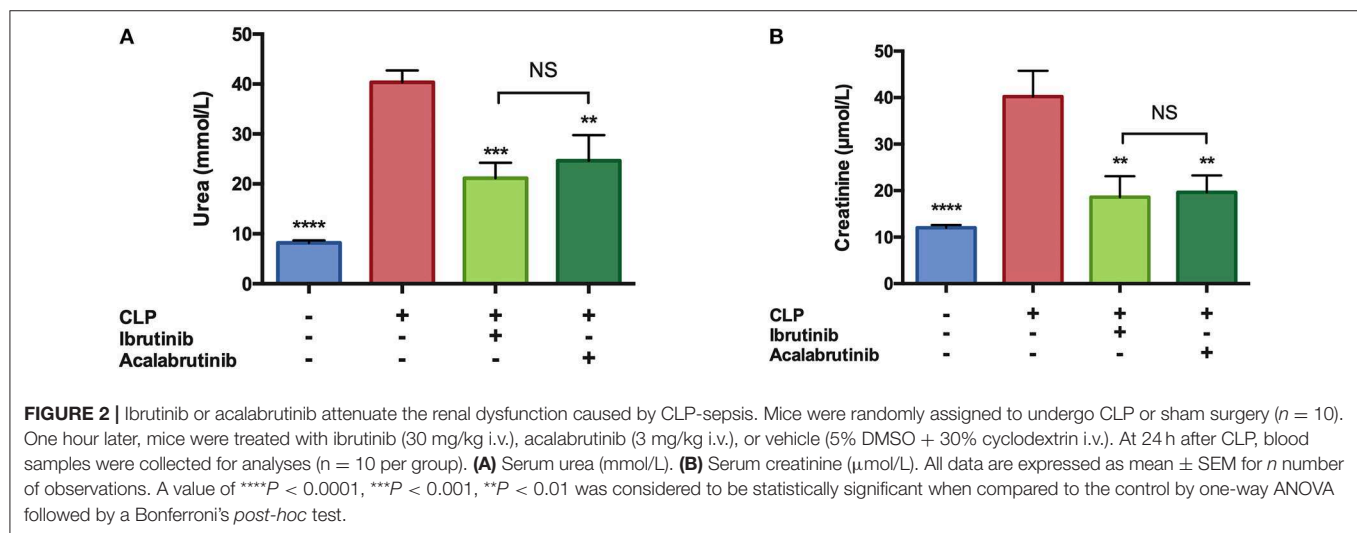 A
50
40
30
20
10
0
Urea (mmol/L)
****
***
**
NS
CLP - + + +
Ibrutinib - - + -
Acalabrutinib - - - +
B
50
40
30
20
10
0
Creatinine (µmol/L)
****
**
**
NS
CLP - + + +
Ibrutinib - - + -
Acalabrutinib - - - +
FIGURE 2 | Ibrutinib or acalabrutinib attenuate the renal dysfunction caused by CLP-sepsis. Mice were randomly assigned to undergo CLP or sham surgery (n = 10).
One hour later, mice were treated with ibrutinib (30 mg/kg i.v.), acalabrutinib (3 mg/kg i.v.), or vehicle (5% DMSO + 30% cyclodextrin i.v.). At 24 h after CLP, blood
samples were collected for analyses (n = 10 per group). (A) Serum urea (mmol/L). (B) Serum creatinine (µmol/L). All data are expressed as mean ± SEM for n number
of observations. A value of ****P < 0.0001, ***P < 0.001, **P < 0.01 was considered to be statistically significant when compared to the control by one-way ANOVA
followed by a Bonferroni's post-hoc test.